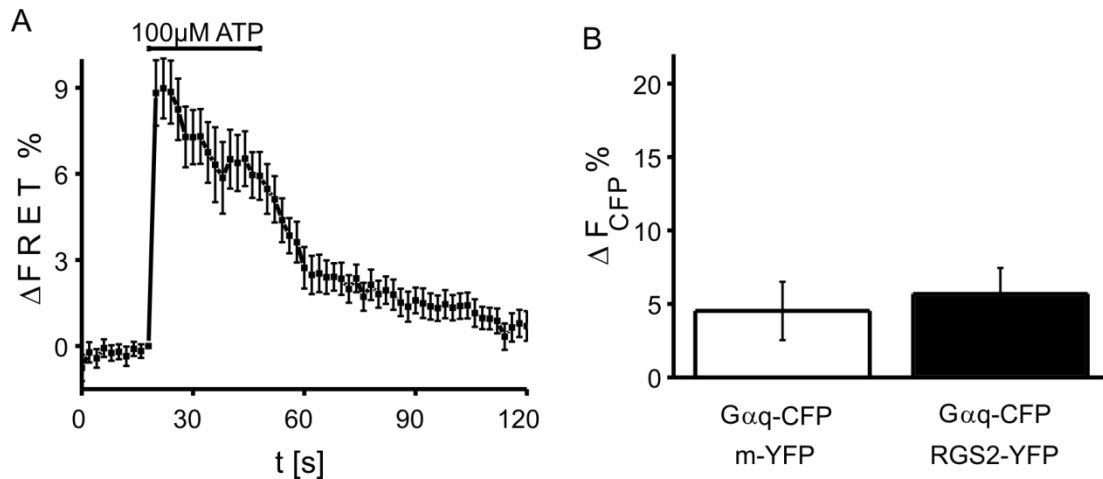 A
100µM ATP
ΔFRET %
9
6
3
0
0
30
60
90
120
t [s]
B
Δ F CFP %
20
15
10
5
0
Gαq-CFP
m-YFP
Gαq-CFP
RGS2-YFP